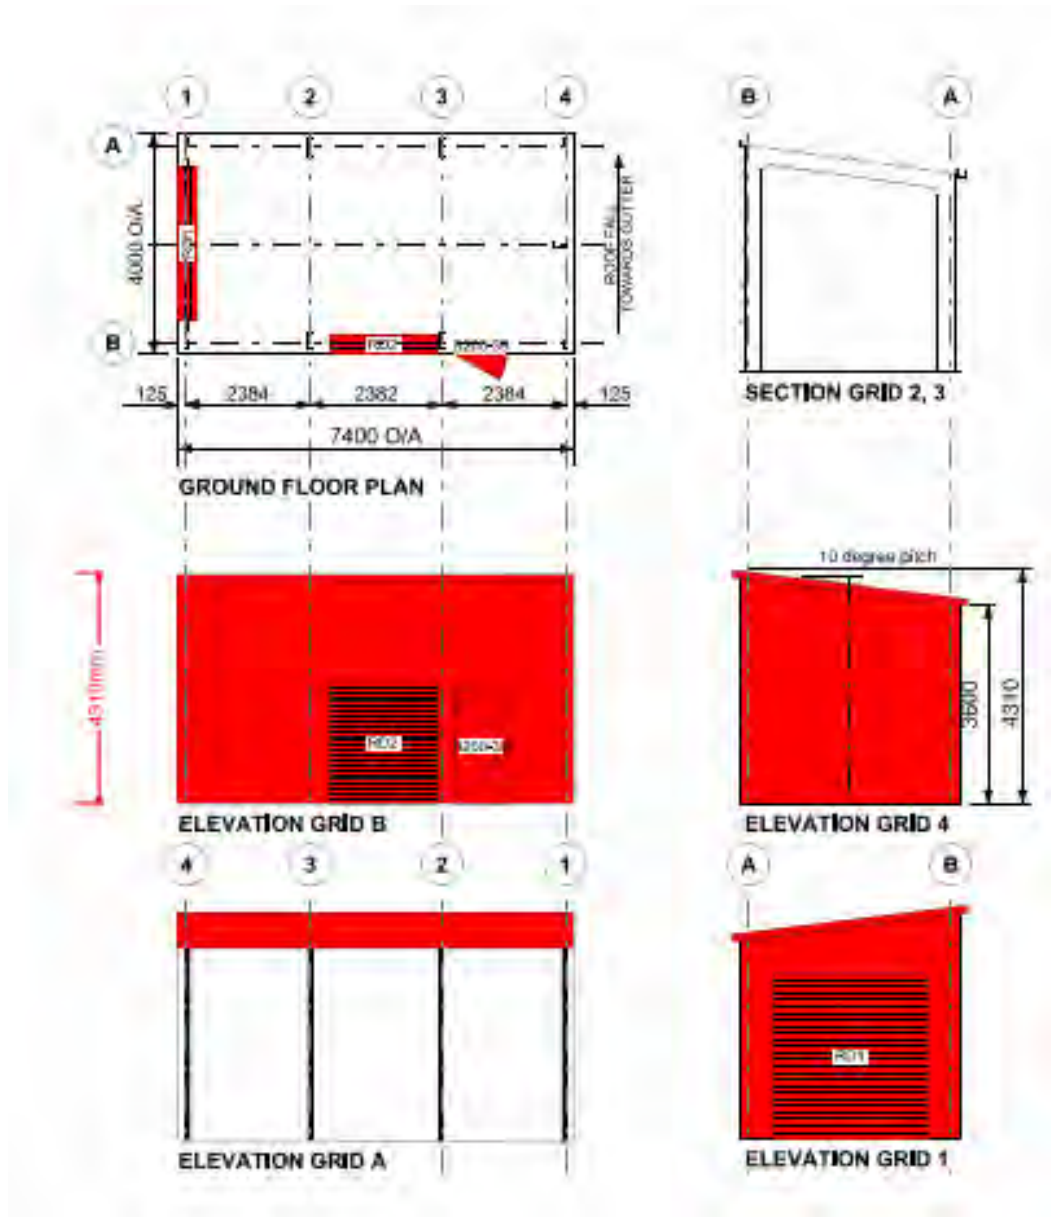 1 2 3 4
B A
A
B
4000 O/A
ROOF FALL
TOWARDS GUTTER
RD2
125 2384 2382 2384 125
7400 O/A
GROUND FLOOR PLAN
SECTION GRID 2, 3
4310mm
RD2
ELEVATION GRID B
10 degree pitch
3600
4310
ELEVATION GRID 4
4 3 2 1
A B
ELEVATION GRID A
RD1
ELEVATION GRID 1